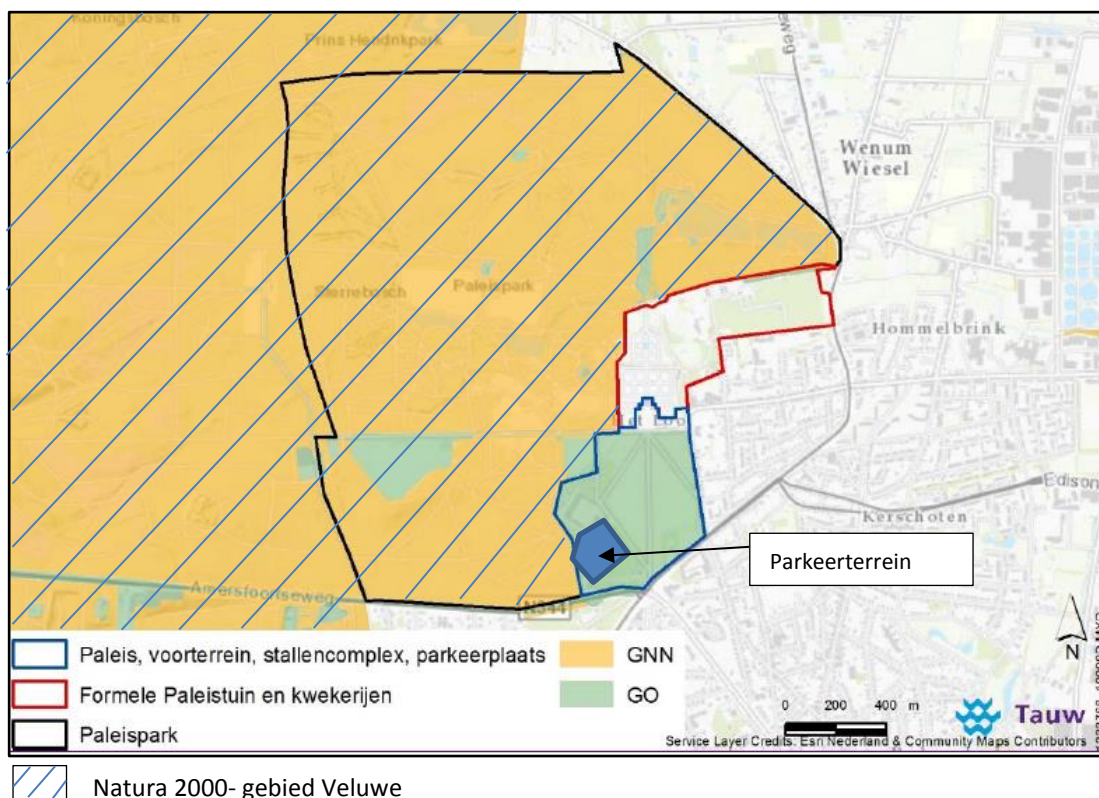 Koningsbosch
Prins Hendrikpark
eweg
Wenum
Wiesel
Sterrebosch
Paleispark
Hommelbrink
Het Loo
Edison
Kerschoten
Parkeerterrein
Amersfoortseweg
N344
Paleis, voorterrein, stallencomplex, parkeerplaats
GNN
Formele Paleistuin en kwekerijen
GO
Paleispark
0 200 400 m
N
Tauw
Service Layer Credits: Esri Nederland & Community Maps Contributors
Natura 2000- gebied Veluwe